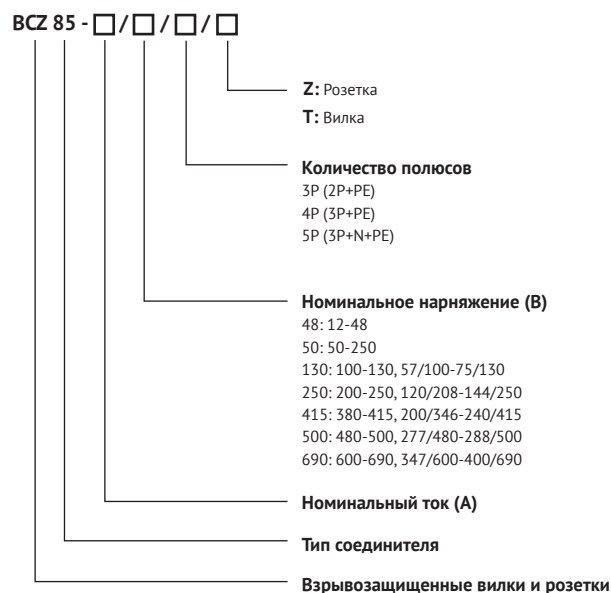 BCZ 85 - □/□/□/□
Z: Розетка
T: Вилка
Количество полюсов
3P (2P+PE)
4P (3P+PE)
5P (3P+N+PE)
Номинальное наряжение (В)
48: 12-48
50: 50-250
130: 100-130, 57/100-75/130
250: 200-250, 120/208-144/250
415: 380-415, 200/346-240/415
500: 480-500, 277/480-288/500
690: 600-690, 347/600-400/690
Номинальный ток (А)
Тип соединителя
Взрывозащищенные вилки и розетки